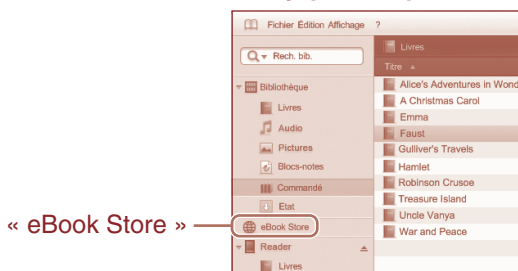 Fichier Édition Affichage ?
Rech. bib.
Bibliothèque
Livres
Audio
Pictures
Blocs-notes
Commandé
Etat
« eBook Store »
eBook Store
Reader
Livres
Livres
Titre
Alice's Adventures in Wond
A Christmas Carol
Emma
Faust
Gulliver's Travels
Hamlet
Robinson Crusoe
Treasure Island
Uncle Vanya
War and Peace